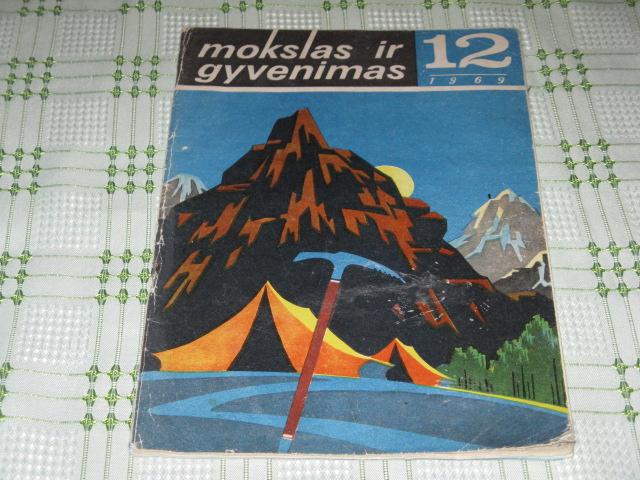 mokslas ir
gyvenimas
12
1969